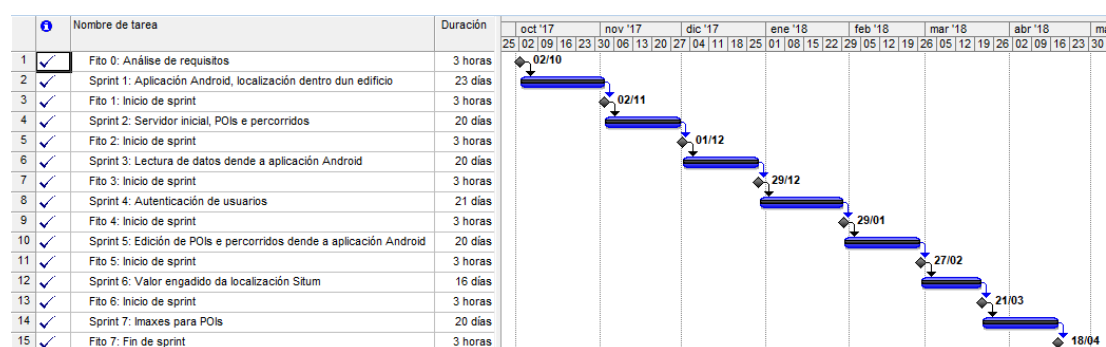 Nombre de tarea Duración oct '17 nov '17 dic '17 ene '18 feb '18 mar '18 abr '18 ma
25 02 09 16 23 30 06 13 20 27 04 11 18 25 01 08 15 22 29 05 12 19 26 05 12 19 26 02 09 16 23 30
1 Fito 0: Análise de requisitos 3 horas 02/10
2 Sprint 1: Aplicación Android, localización dentro dun edificio 23 días
3 Fito 1: Inicio de sprint 3 horas 02/11
4 Sprint 2: Servidor inicial, POIs e percorridos 20 días
5 Fito 2: Inicio de sprint 3 horas 01/12
6 Sprint 3: Lectura de datos dende a aplicación Android 20 días
7 Fito 3: Inicio de sprint 3 horas 29/12
8 Sprint 4: Autenticación de usuarios 21 días
9 Fito 4: Inicio de sprint 3 horas 29/01
10 Sprint 5: Edición de POIs e percorridos dende a aplicación Android 20 días
11 Fito 5: Inicio de sprint 3 horas 27/02
12 Sprint 6: Valor engadido da localización Situm 16 días
13 Fito 6: Inicio de sprint 3 horas 21/03
14 Sprint 7: Imaxes para POIs 20 días
15 Fito 7: Fin de sprint 3 horas 18/04